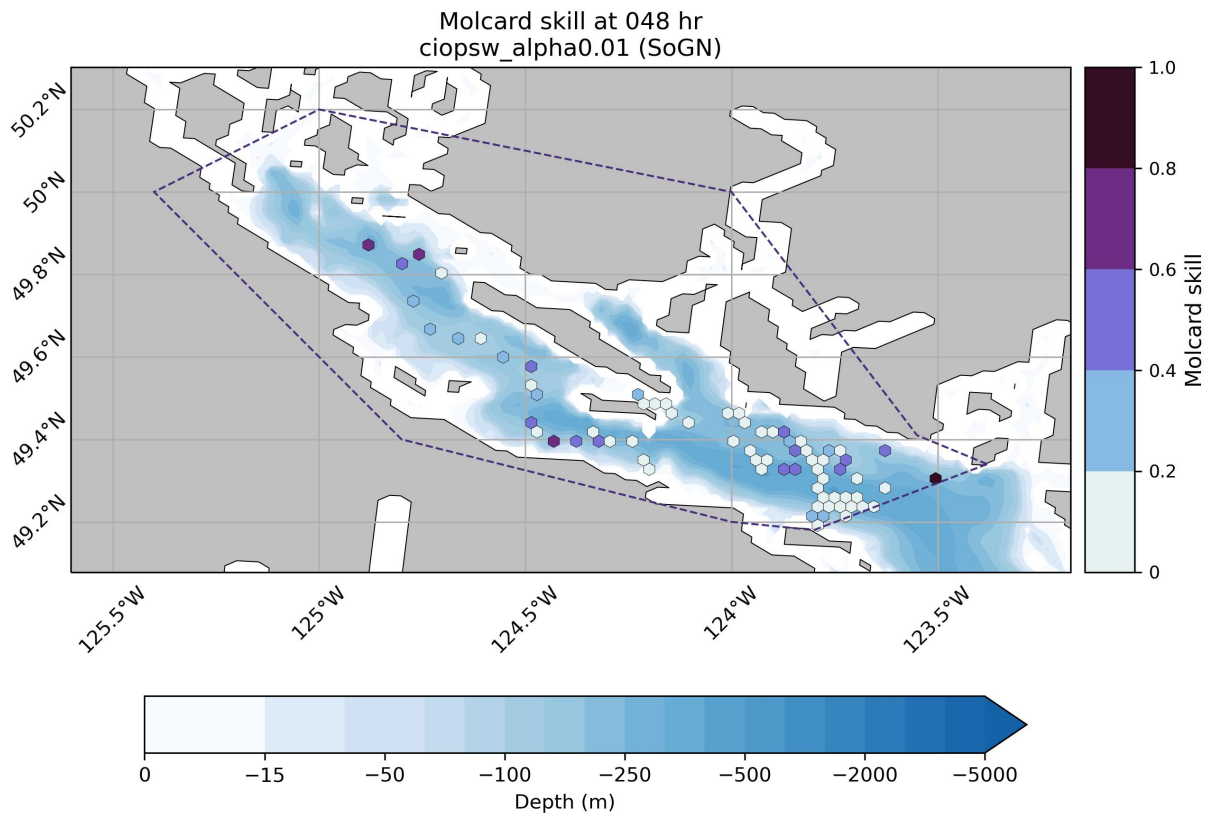 Molcard skill at 048 hr
ciopsw_alpha0.01 (SoGN)
50.2°N
50°N
49.8°N
49.6°N
49.4°N
49.2°N
125.5°W
125°W
124.5°W
124°W
123.5°W
1.0
0.8
0.6
0.4
0.2
0
Molcard skill
0
−15
−50
−100
−250
−500
−2000
−5000
Depth (m)